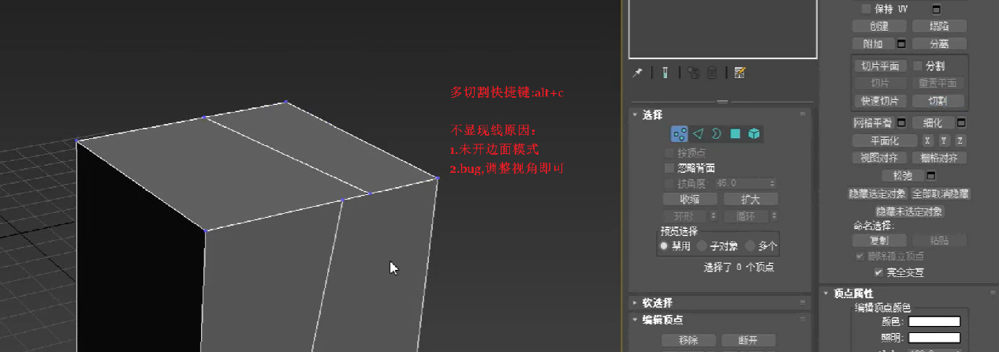 多切割快捷键:alt+c
不显现线原因:
1.未开边面模式
2.bug,调整视角即可
选择
按顶点
忽略背面
按角度: 45.0
收缩 扩大
环形 循环
预览选择
禁用 子对象 多个
选择了 0 个顶点
软选择
编辑顶点
移除 断开
保持 UV
创建 塌陷
附加 分离
切片平面 分割
切片 重置平面
快速切片 切割
网格平滑 细化
平面化 X Y Z
视图对齐 栅格对齐
松弛
隐藏选定对象 全部取消隐藏
隐藏未选定对象
命名选择:
复制 粘贴
删除孤立顶点
完全交互
顶点属性
编辑顶点颜色
颜色:
照明: